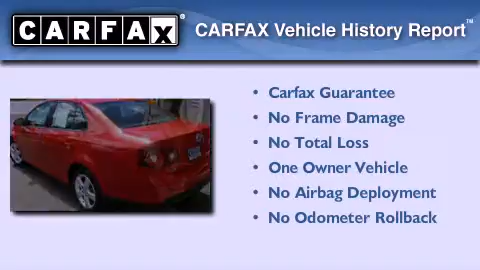 CARFAX® CARFAX Vehicle History Report™
• Carfax Guarantee
• No Frame Damage
• No Total Loss
• One Owner Vehicle
• No Airbag Deployment
• No Odometer Rollback